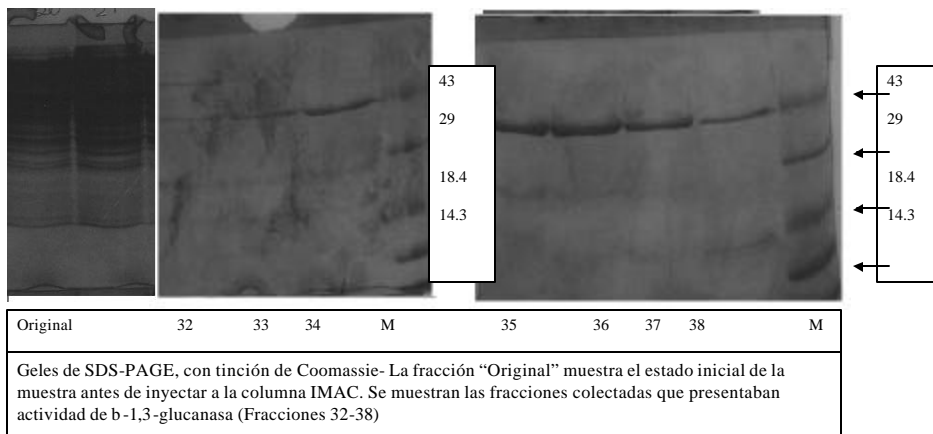 43
29
18.4
14.3
43
29
18.4
14.3
Original 32 33 34 M 35 36 37 38 M
Geles de SDS-PAGE, con tinción de Coomassie- La fracción “Original” muestra el estado inicial de la
muestra antes de inyectar a la columna IMAC. Se muestran las fracciones colectadas que presentaban
actividad de b-1,3-glucanasa (Fracciones 32-38)